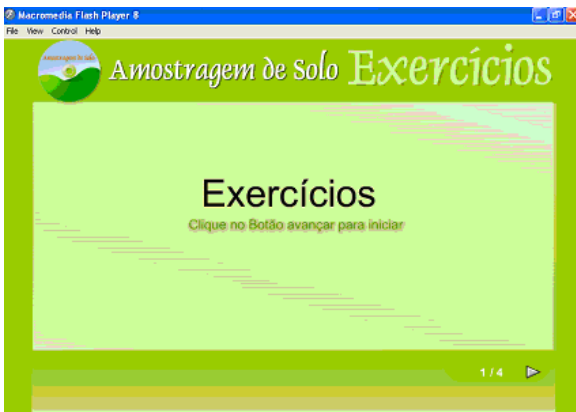 Macromedia Flash Player 8
File View Control Help
Amostragem de Solo Exercícios
Exercícios
Clique no Botão avançar para iniciar
1 / 4